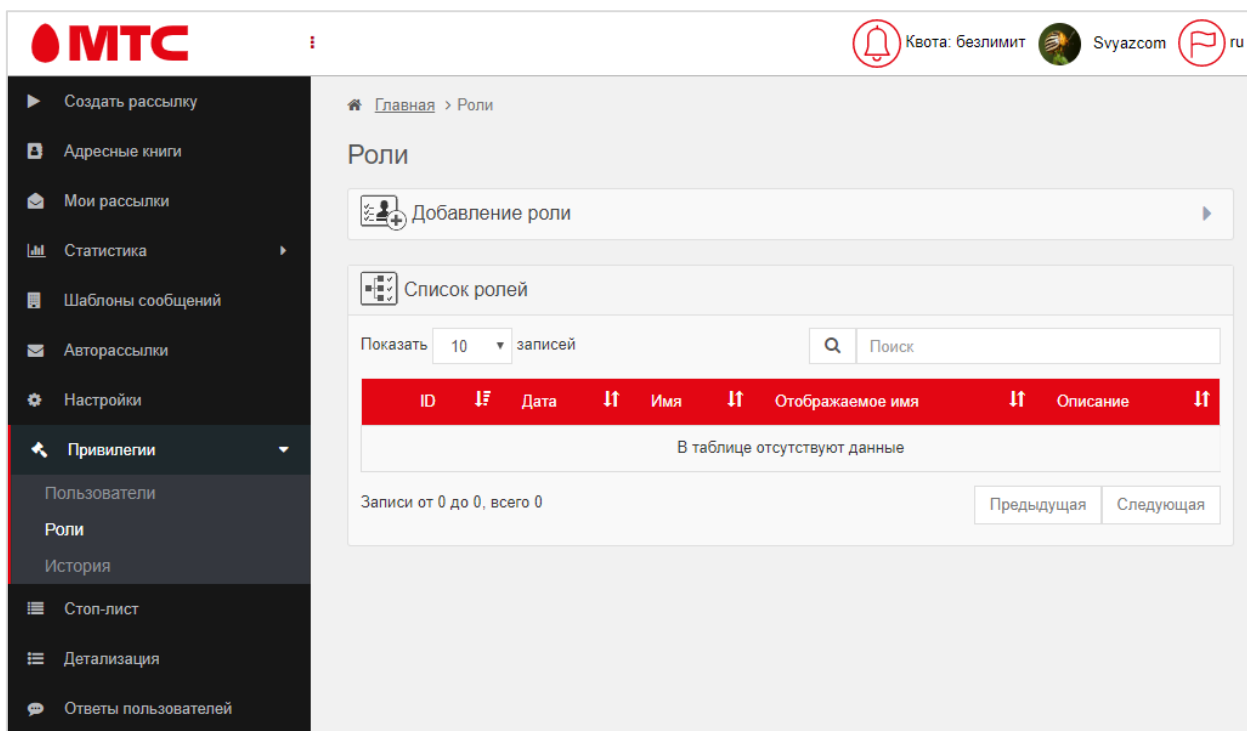 МТС
Квота: безлимит Svyazcom ru
Создать рассылку
Адресные книги
Мои рассылки
Статистика
Шаблоны сообщений
Авторассылки
Настройки
Привилегии
Пользователи
Роли
История
Стоп-лист
Детализация
Ответы пользователей
Главная > Роли
Роли
Добавление роли
Список ролей
Показать 10 записей Поиск
ID Дата Имя Отображаемое имя Описание
В таблице отсутствуют данные
Записи от 0 до 0, всего 0 Предыдущая Следующая